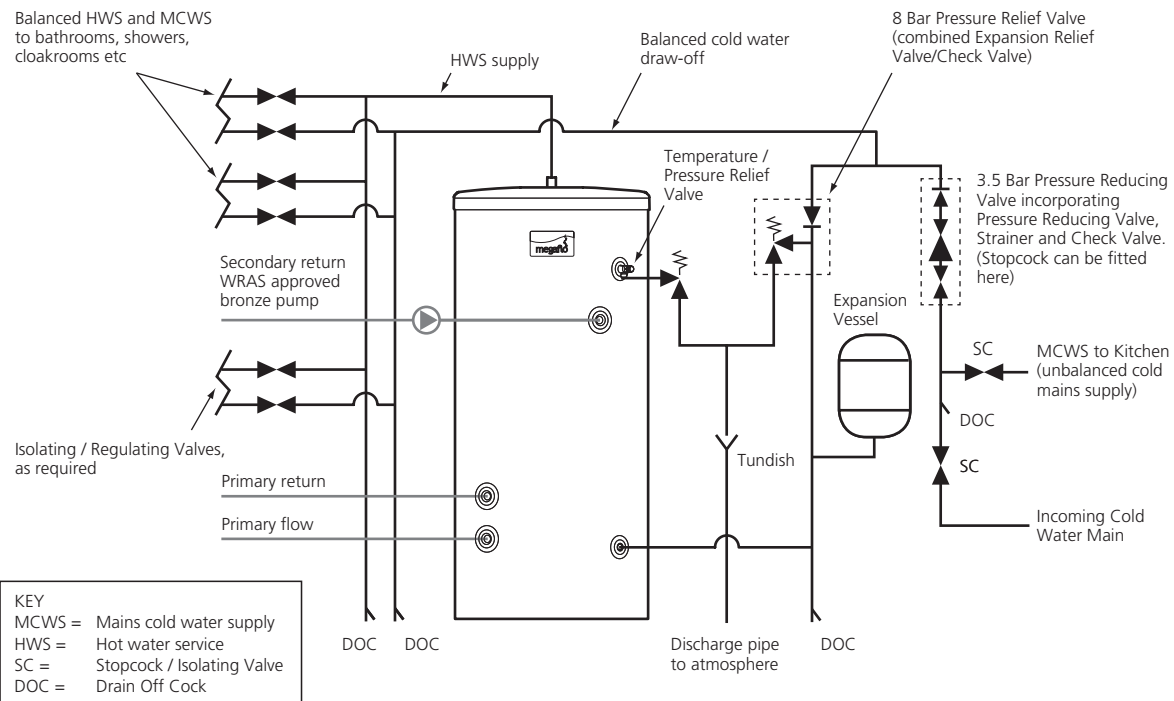 Balanced HWS and MCWS
to bathrooms, showers,
cloakrooms etc
HWS supply
Balanced cold water
draw-off
8 Bar Pressure Relief Valve
(combined Expansion Relief
Valve/Check Valve)
Temperature /
Pressure Relief
Valve
3.5 Bar Pressure Reducing
Valve incorporating
Pressure Reducing Valve,
Strainer and Check Valve.
(Stopcock can be fitted
here)
megaflo
Secondary return
WRAS approved
bronze pump
Expansion
Vessel
SC
MCWS to Kitchen
(unbalanced cold
mains supply)
DOC
Isolating / Regulating Valves,
as required
Tundish
SC
Primary return
Primary flow
Incoming Cold
Water Main
KEY
MCWS = Mains cold water supply
HWS = Hot water service
SC = Stopcock / Isolating Valve
DOC = Drain Off Cock
DOC
DOC
Discharge pipe
to atmosphere
DOC